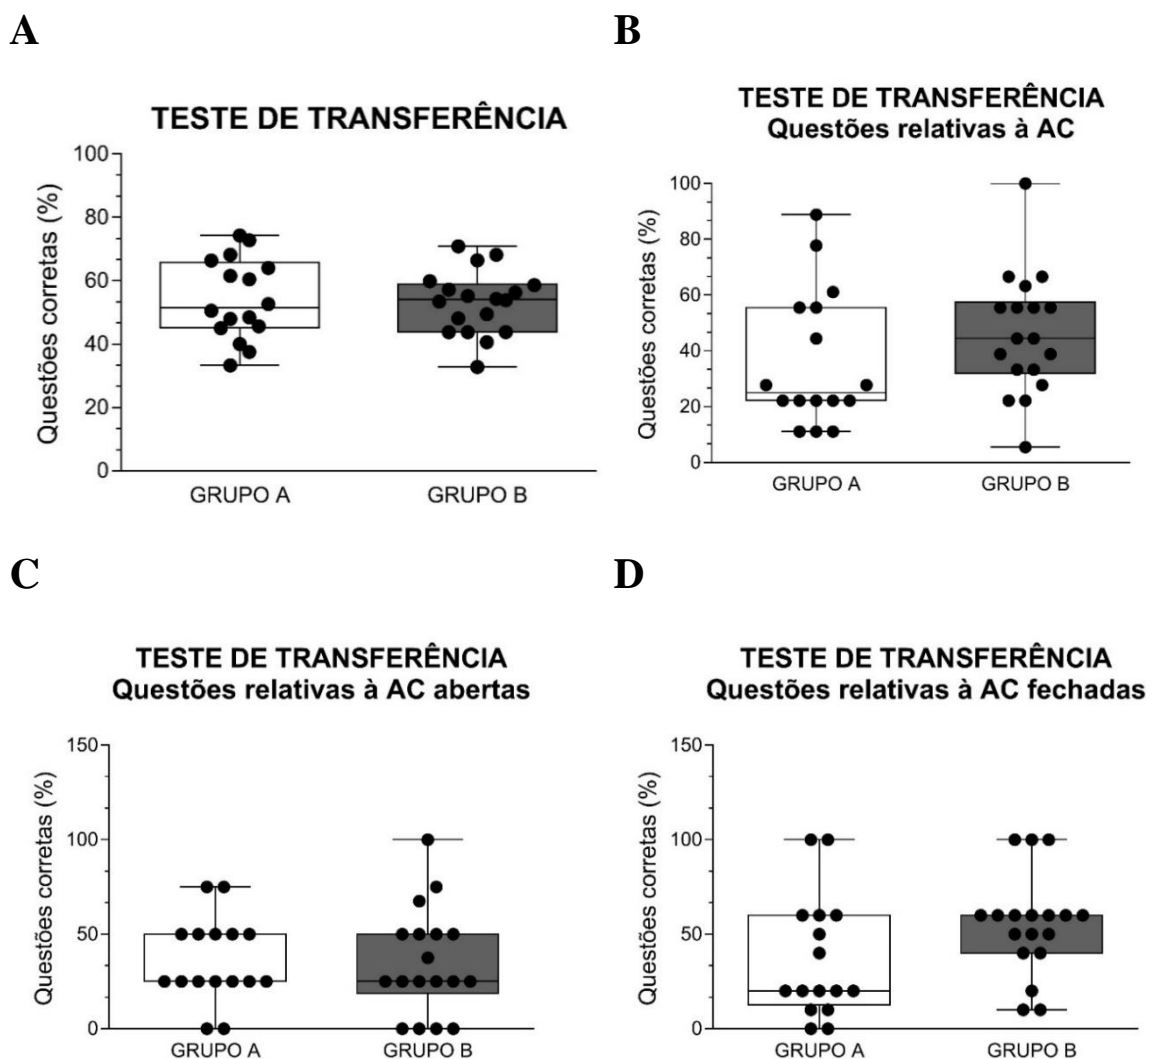 A
TESTE DE TRANSFERÊNCIA
Questões corretas (%)
100
80
60
40
20
0
GRUPO A
GRUPO B
B
TESTE DE TRANSFERÊNCIA
Questões relativas à AC
Questões corretas (%)
100
80
60
40
20
0
GRUPO A
GRUPO B
C
TESTE DE TRANSFERÊNCIA
Questões relativas à AC abertas
Questões corretas (%)
150
100
50
0
GRUPO A
GRUPO B
D
TESTE DE TRANSFERÊNCIA
Questões relativas à AC fechadas
Questões corretas (%)
150
100
50
0
GRUPO A
GRUPO B